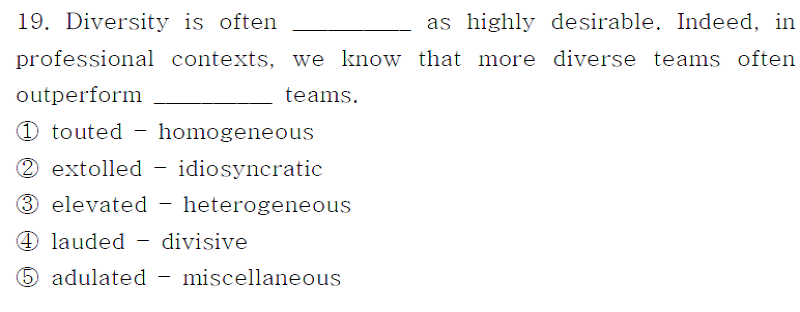 19. Diversity is often __________ as highly desirable. Indeed, in
professional contexts, we know that more diverse teams often
outperform __________ teams.
① touted - homogeneous
② extolled - idiosyncratic
③ elevated - heterogeneous
④ lauded - divisive
⑤ adulated - miscellaneous